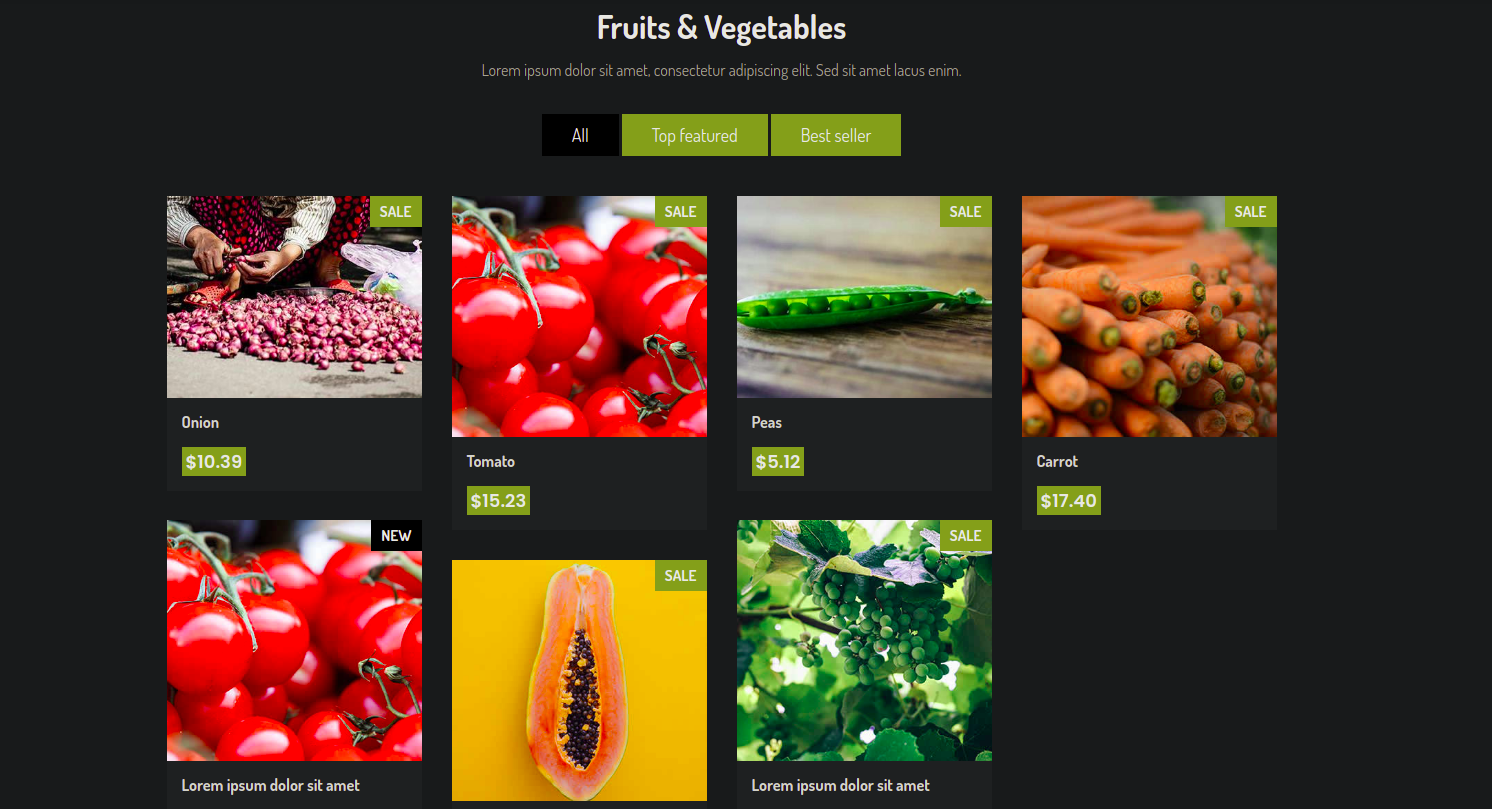 Fruits & Vegetables
Lorem ipsum dolor sit amet, consectetur adipiscing elit. Sed sit amet lacus enim.
All
Top featured
Best seller
SALE
SALE
SALE
SALE
Onion
$10.39
Tomato
$15.23
Peas
$5.12
Carrot
$17.40
NEW
SALE
SALE
Lorem ipsum dolor sit amet
Lorem ipsum dolor sit amet